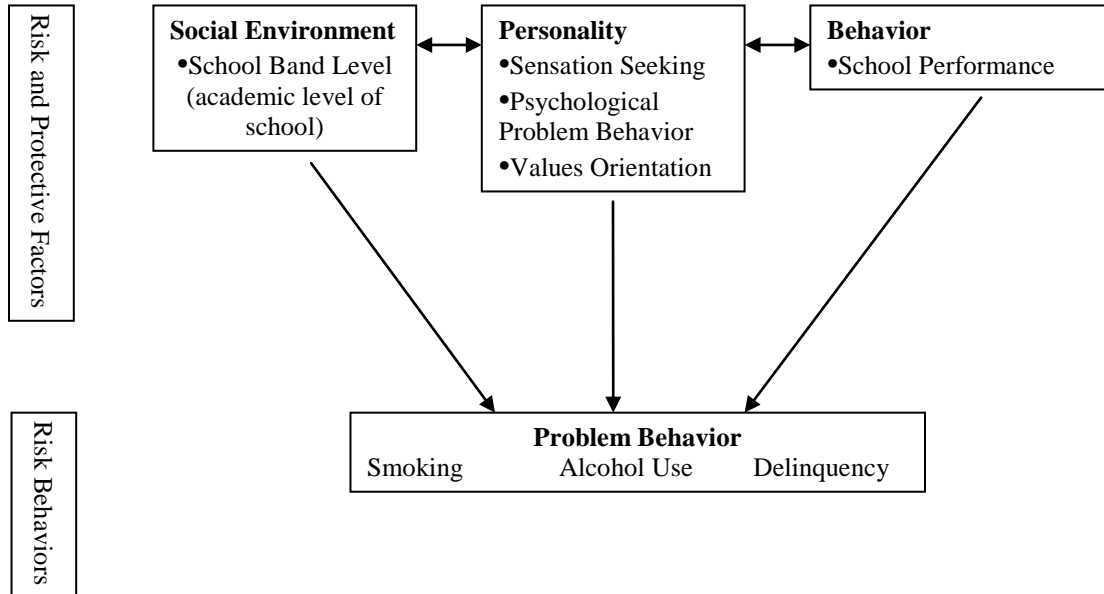 Risk and Protective Factors
Social Environment
•School Band Level
(academic level of
school)
Personality
•Sensation Seeking
•Psychological
Problem Behavior
•Values Orientation
Behavior
•School Performance
Risk Behaviors
Problem Behavior
Smoking Alcohol Use Delinquency